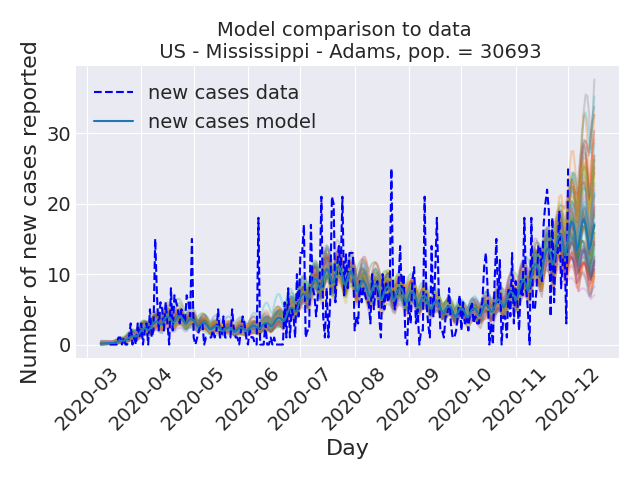 Model comparison to data
US - Mississippi - Adams, pop. = 30693
Number of new cases reported
new cases data
new cases model
30
20
10
0
2020-03
2020-04
2020-05
2020-06
2020-07
2020-08
2020-09
2020-10
2020-11
2020-12
Day